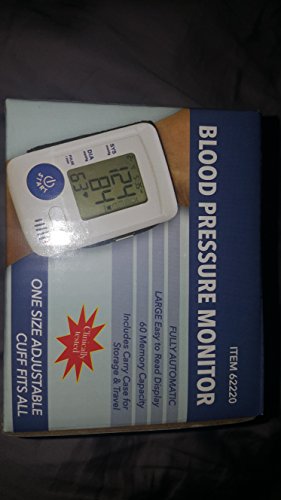 BLOOD PRESSURE MONITOR
ITEM 62220
SYS
DIA
124
84
63
START
FULLY AUTOMATIC
LARGE Easy to Read Display
60 Memory Capacity
Includes Carry Case for
Storage & Travel
Clinically
tested
ONE SIZE ADJUSTABLE
CUFF FITS ALL